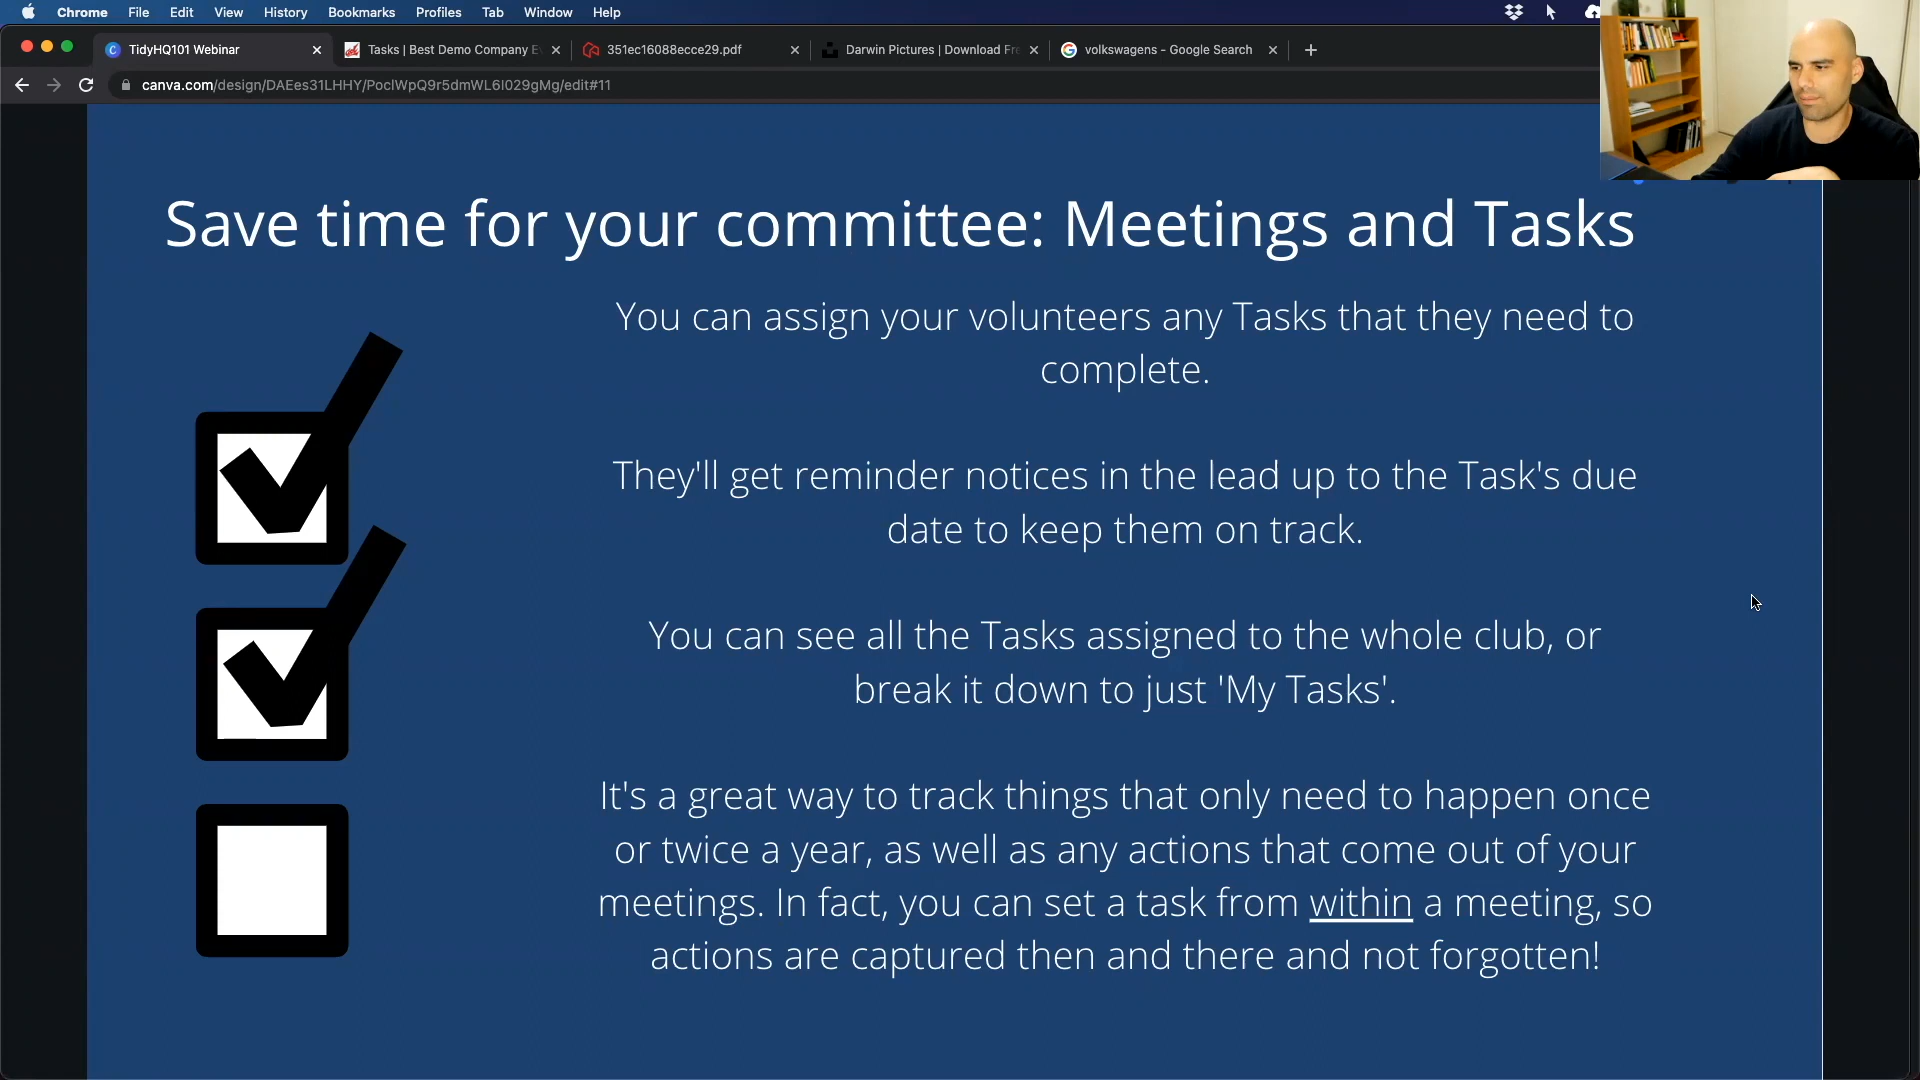 Chrome File Edit View History Bookmarks Profiles Tab Window Help
TidyHQ101 Webinar Tasks | Best Demo Company E 351ec16088ecce29.pdf Darwin Pictures | Download Fre volkswagens - Google Search
canva.com/design/DAEes31LHHY/PoclWpQ9r5dmWL6l029gMg/edit#11
Save time for your committee: Meetings and Tasks
You can assign your volunteers any Tasks that they need to
complete.
They'll get reminder notices in the lead up to the Task's due
date to keep them on track.
You can see all the Tasks assigned to the whole club, or
break it down to just 'My Tasks'.
It's a great way to track things that only need to happen once
or twice a year, as well as any actions that come out of your
meetings. In fact, you can set a task from within a meeting, so
actions are captured then and there and not forgotten!